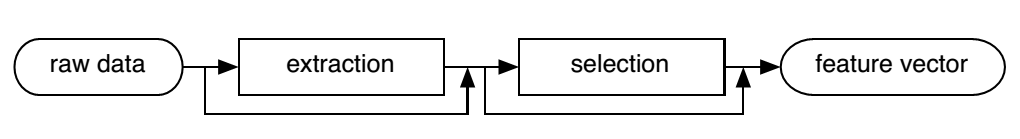 raw data
extraction
selection
feature vector